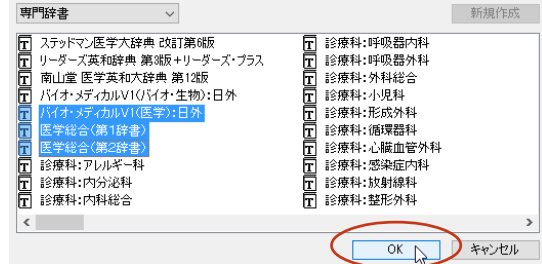 専門辞書
新規作成
ステッドマン医学大辞典 改訂第6版
リーダーズ英和辞典 第3版+リーダーズ・プラス
南山堂 医学英和大辞典 第12版
バイオ・メディカルV1(バイオ・生物):日外
バイオ・メディカルV1(医学):日外
医学総合(第1辞書)
医学総合(第2辞書)
診療科:アレルギー科
診療科:内分泌科
診療科:内科総合
診療科:呼吸器内科
診療科:呼吸器外科
診療科:外科総合
診療科:小児科
診療科:形成外科
診療科:循環器科
診療科:心臓血管外科
診療科:感染症内科
診療科:放射線科
診療科:整形外科
OK
キャンセル